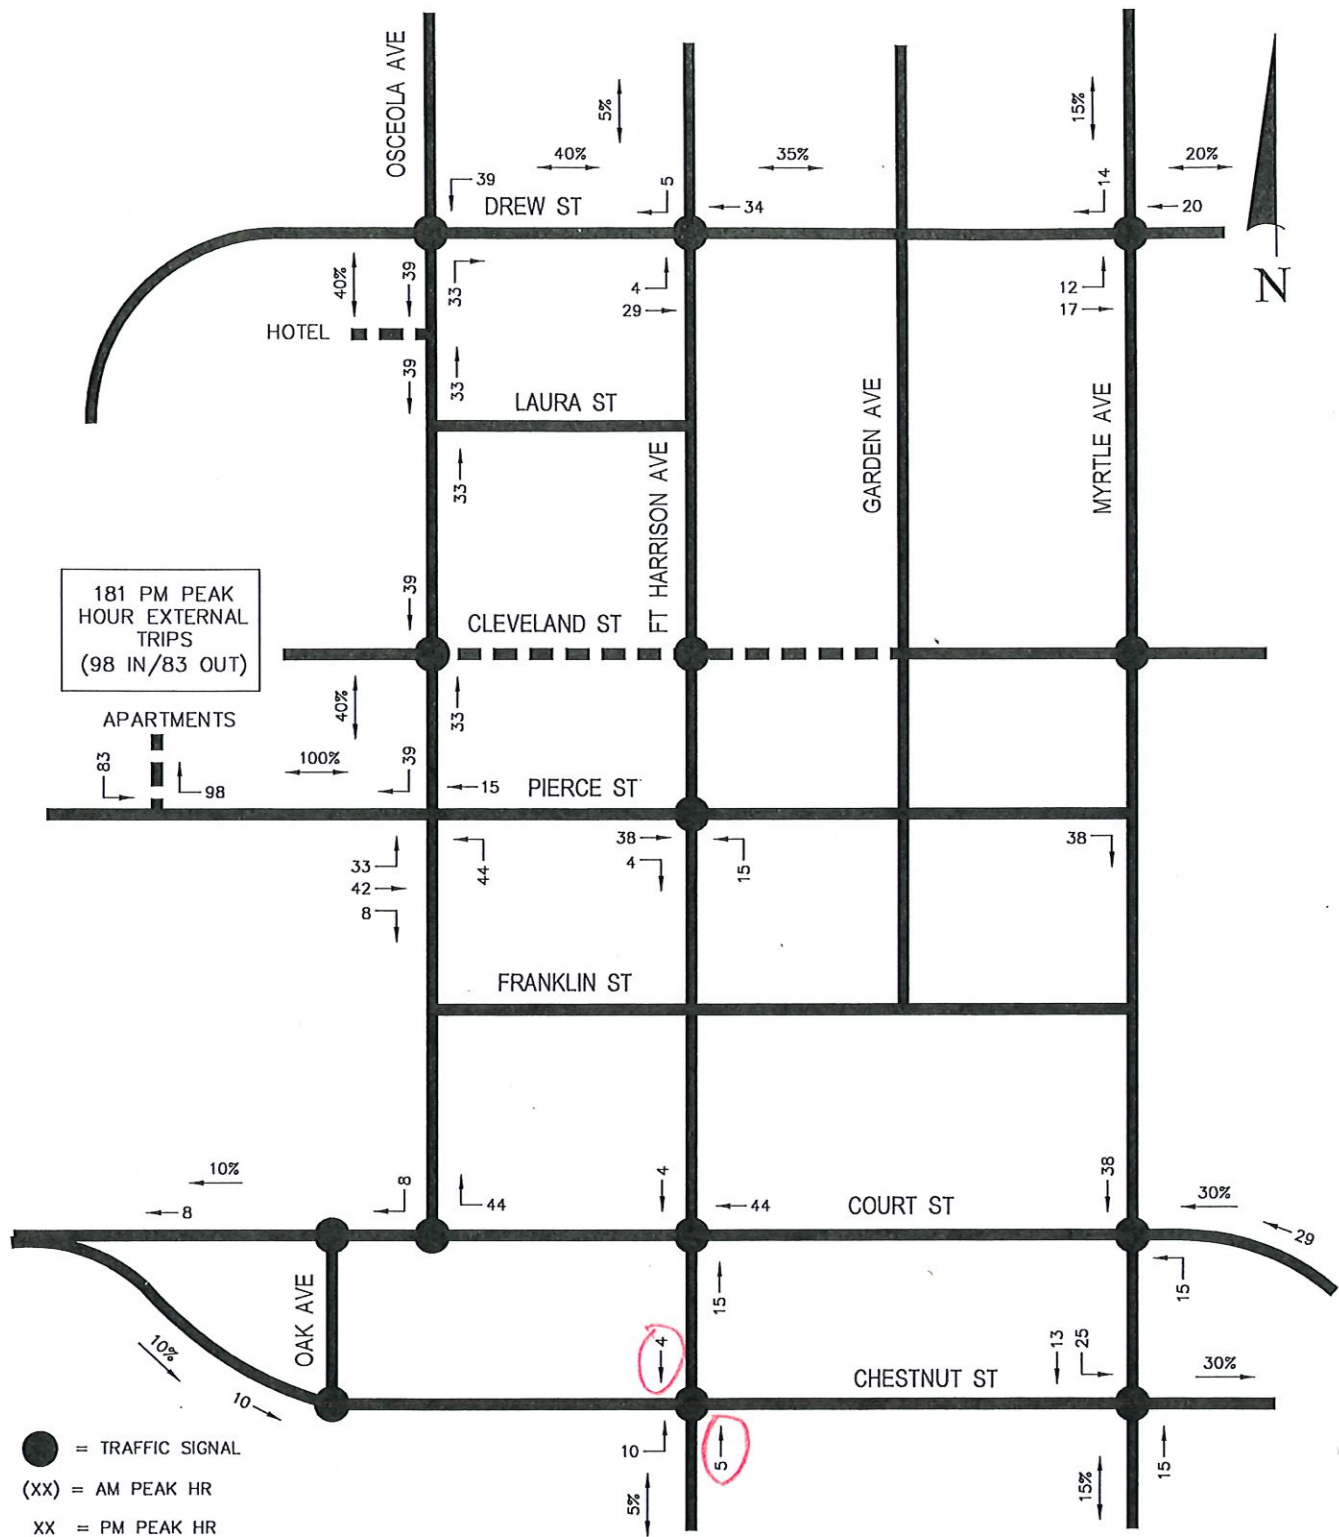 OSCEOLA AVE
5%
15%
40%
35%
20%
39
DREW ST
5
34
14
20
40%
39
33
4
29
12
17
N
HOTEL
39
33
LAURA ST
33
FT HARRISON AVE
GARDEN AVE
MYRTLE AVE
181 PM PEAK
HOUR EXTERNAL
TRIPS
(98 IN/83 OUT)
39
CLEVELAND ST
APARTMENTS
40%
33
83
98
100%
39
15
PIERCE ST
33
42
8
44
38
4
15
38
FRANKLIN ST
10%
8
8
44
4
44
COURT ST
38
30%
29
OAK AVE
15
15
10%
10
4
13
25
CHESTNUT ST
30%
10
5
15
5%
15%
= TRAFFIC SIGNAL
(XX) = AM PEAK HR
XX = PM PEAK HR